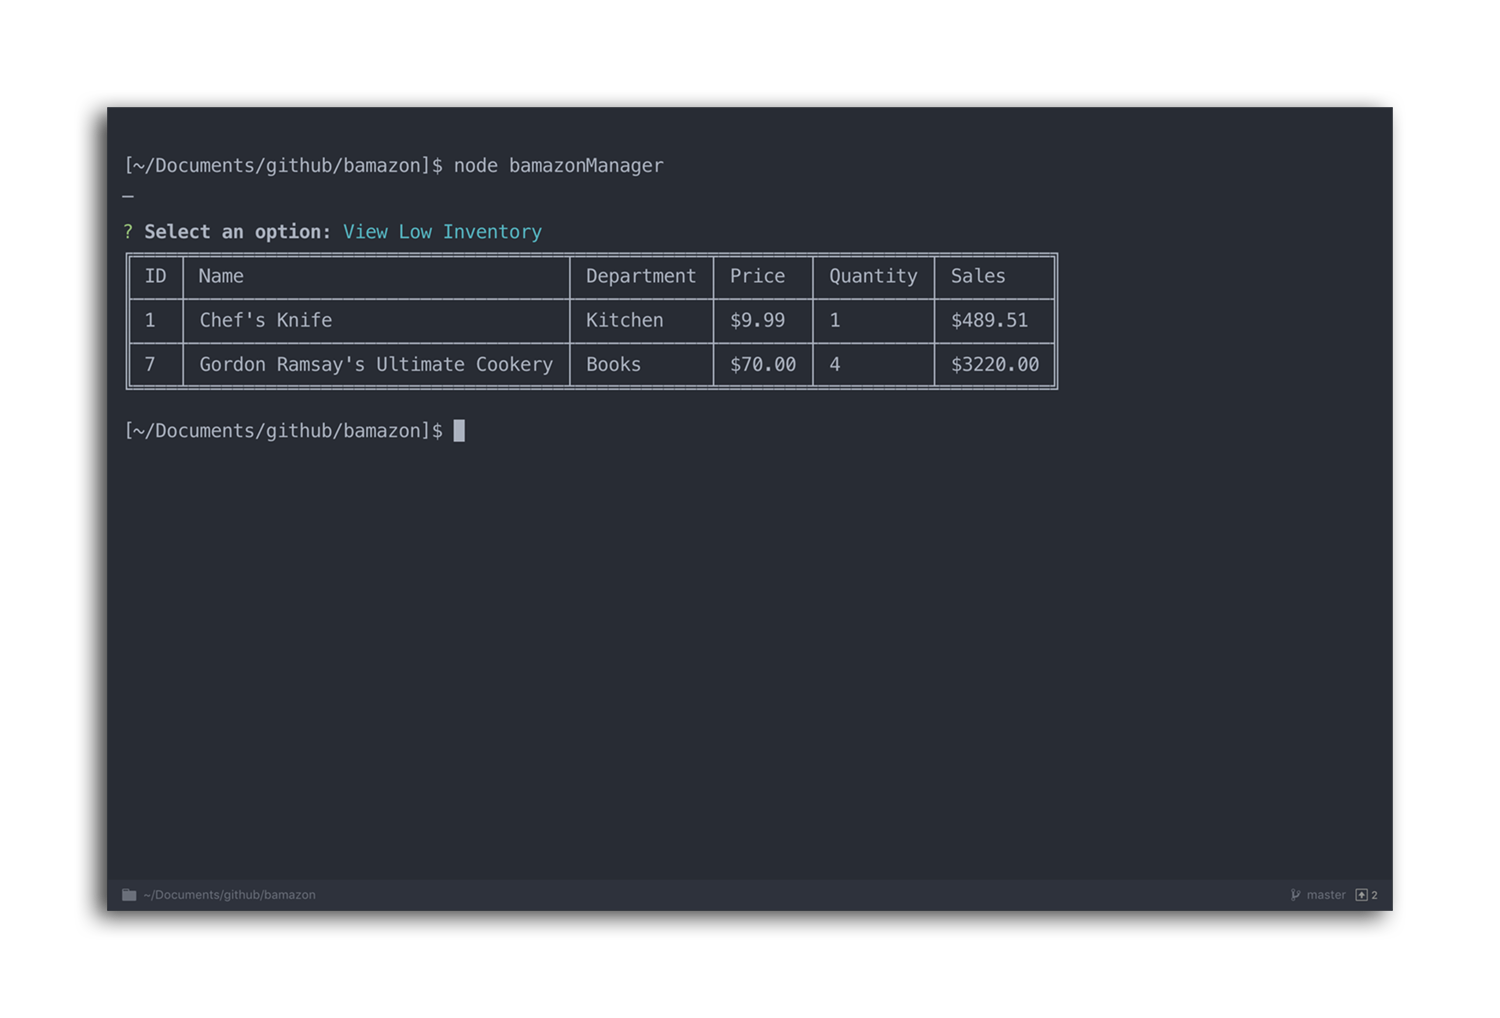 [~/Documents/github/bamazon]$ node bamazonManager
_
? Select an option: View Low Inventory
ID Name Department Price Quantity Sales
1 Chef's Knife Kitchen $9.99 1 $489.51
7 Gordon Ramsay's Ultimate Cookery Books $70.00 4 $3220.00
[~/Documents/github/bamazon]$
~/Documents/github/bamazon master 2